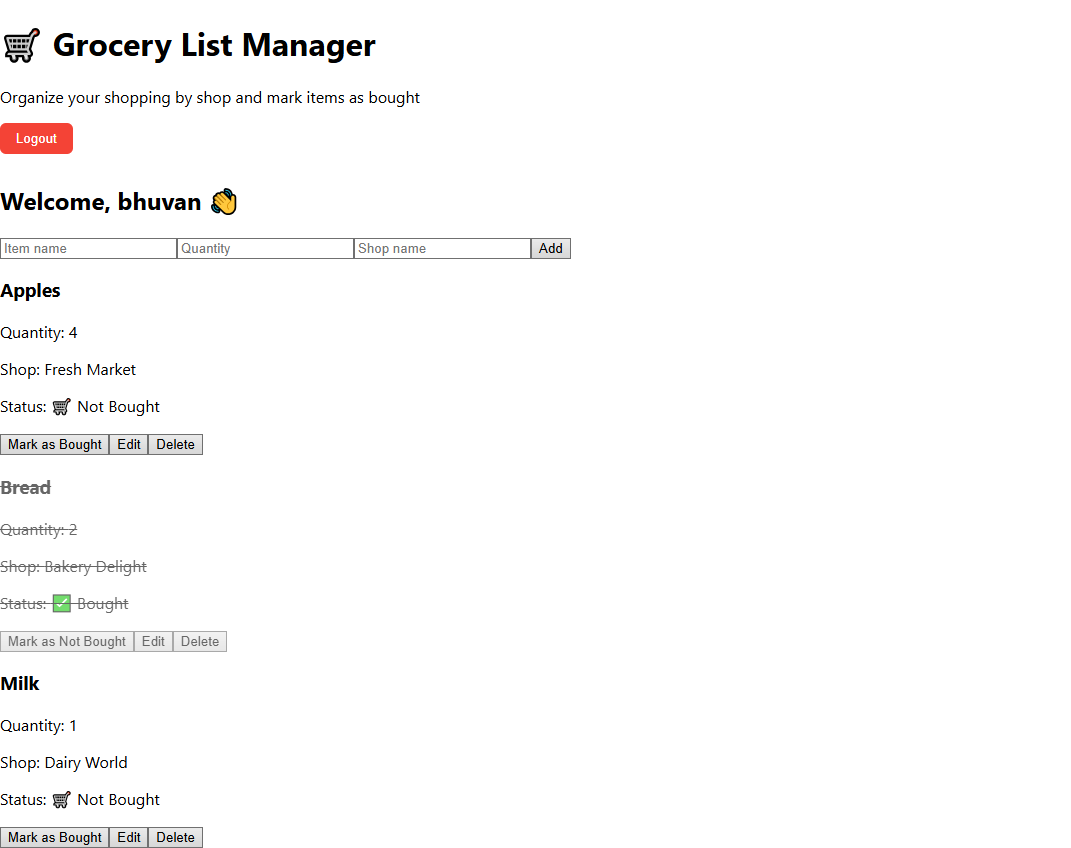 🛒 Grocery List Manager
Organize your shopping by shop and mark items as bought
Logout
Welcome, bhuvan 👋
Item name Quantity Shop name Add
Apples
Quantity: 4
Shop: Fresh Market
Status: 🛒 Not Bought
Mark as Bought Edit Delete
Bread
Quantity: 2
Shop: Bakery Delight
Status: ✅ Bought
Mark as Not Bought Edit Delete
Milk
Quantity: 1
Shop: Dairy World
Status: 🛒 Not Bought
Mark as Bought Edit Delete